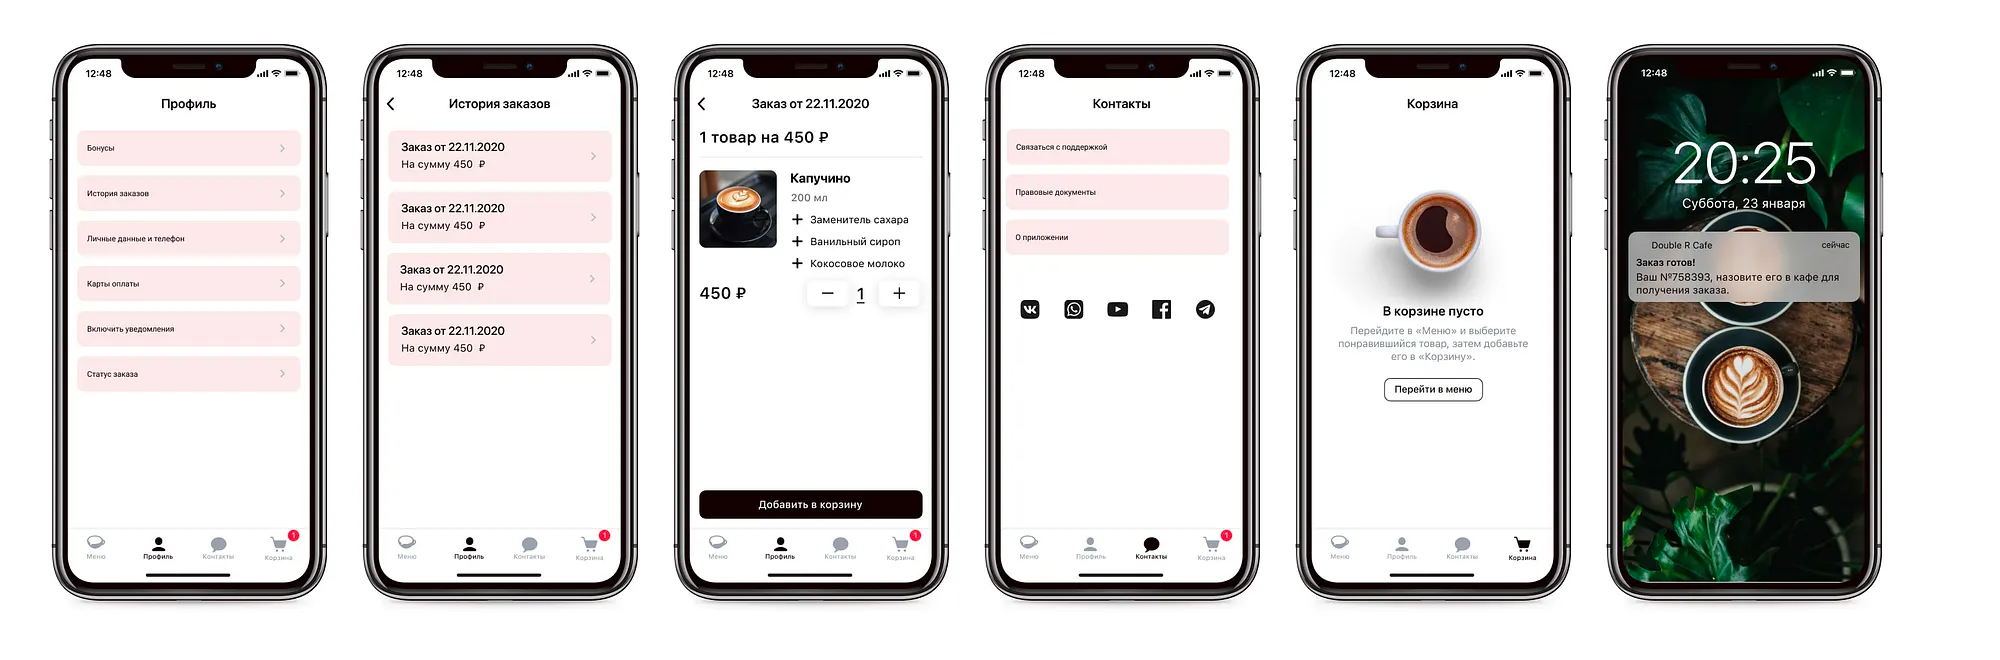 12:48
Профиль
Бонусы
История заказов
Личные данные и телефон
Карты оплаты
Включить уведомления
Статус заказа
1
Меню
Профиль
Контакты
Корзина
12:48
История заказов
Заказ от 22.11.2020
На сумму 450 ₽
Заказ от 22.11.2020
На сумму 450 ₽
Заказ от 22.11.2020
На сумму 450 ₽
Заказ от 22.11.2020
На сумму 450 ₽
1
Меню
Профиль
Контакты
Корзина
12:48
Заказ от 22.11.2020
1 товар на 450 ₽
Капучино
200 мл
+ Заменитель сахара
+ Ванильный сироп
+ Кокосовое молоко
450 ₽ − 1 +
Добавить в корзину
1
Меню
Профиль
Контакты
Корзина
12:48
Контакты
Связаться с поддержкой
Правовые документы
О приложении
1
Меню
Профиль
Контакты
Корзина
12:48
Корзина
В корзине пусто
Перейдите в «Меню» и выберите
понравившийся товар, затем добавьте
его в «Корзину».
Перейти в меню
Меню
Профиль
Контакты
Корзина
12:48
20:25
Суббота, 23 января
Double R Cafe сейчас
Заказ готов!
Ваш №758393, назовите его в кафе для
получения заказа.